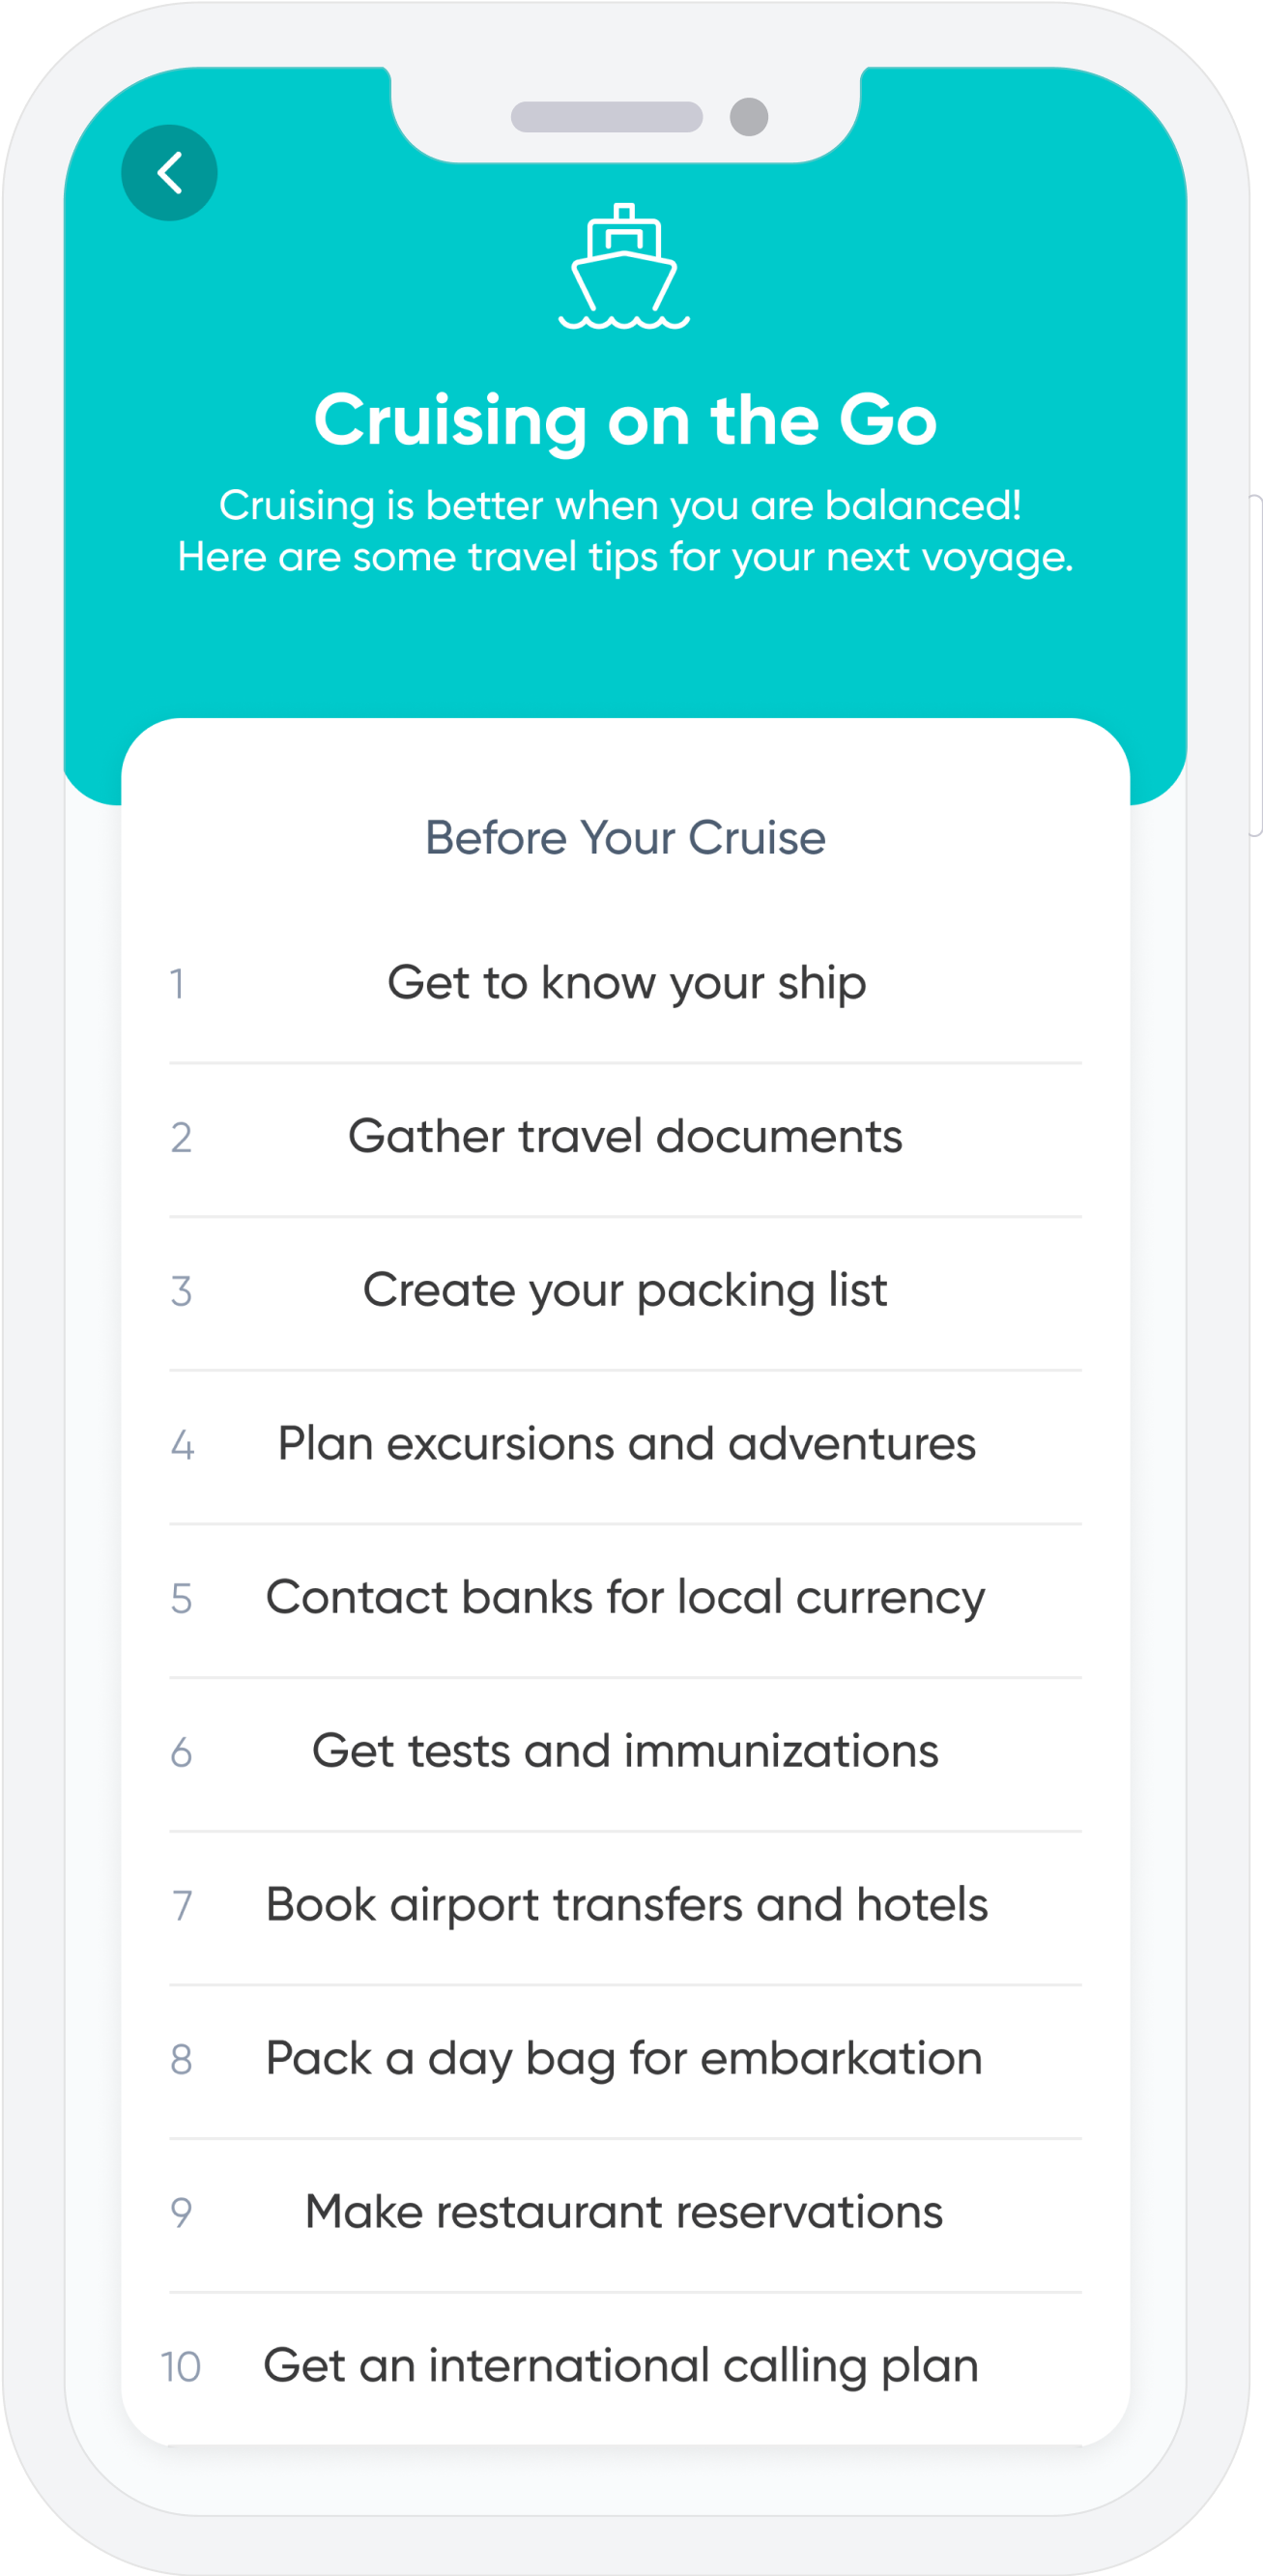 Cruising on the Go
Cruising is better when you are balanced!
Here are some travel tips for your next voyage.
Before Your Cruise
1 Get to know your ship
2 Gather travel documents
3 Create your packing list
4 Plan excursions and adventures
5 Contact banks for local currency
6 Get tests and immunizations
7 Book airport transfers and hotels
8 Pack a day bag for embarkation
9 Make restaurant reservations
10 Get an international calling plan